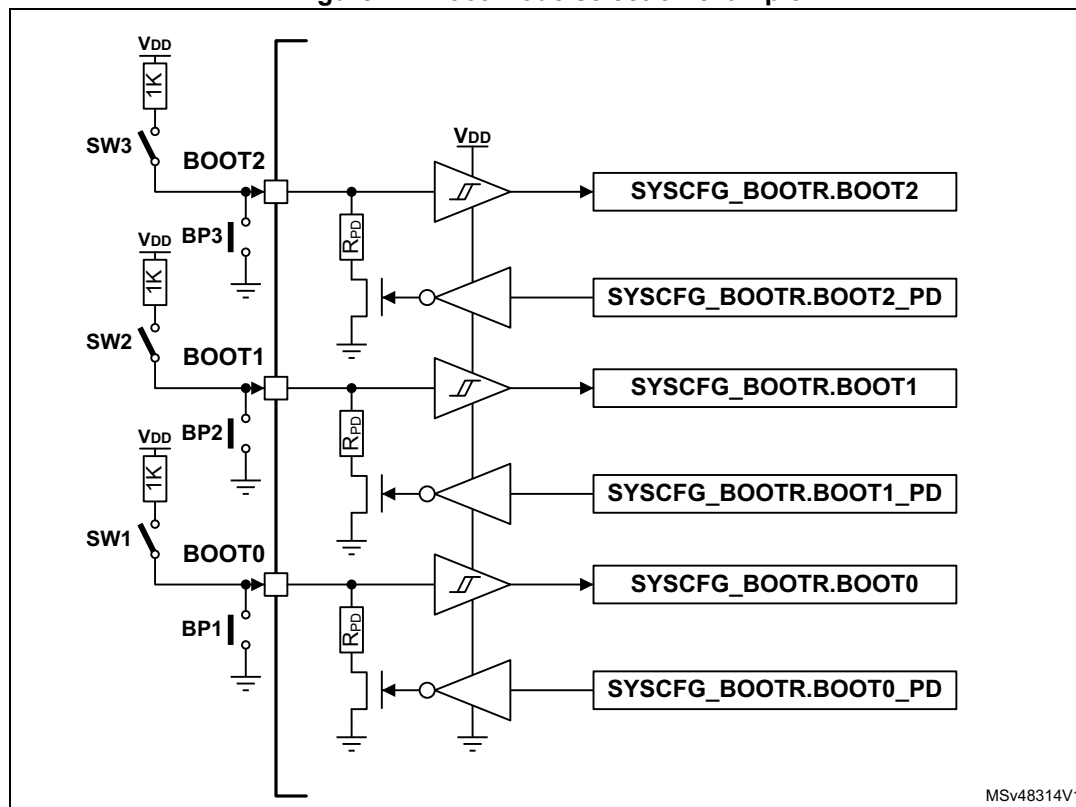 VDD
1K
SW3
BOOT2
VDD
SYSCFG_BOOTR.BOOT2
BP3
RPD
VDD
1K
SYSCFG_BOOTR.BOOT2_PD
SW2
BOOT1
SYSCFG_BOOTR.BOOT1
BP2
RPD
VDD
1K
SYSCFG_BOOTR.BOOT1_PD
SW1
BOOT0
SYSCFG_BOOTR.BOOT0
BP1
RPD
SYSCFG_BOOTR.BOOT0_PD
MSv48314V1